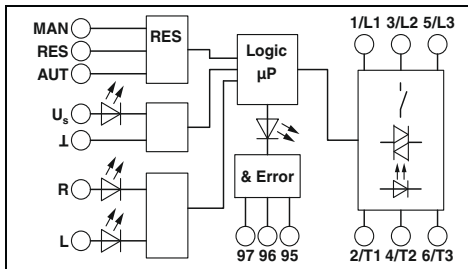 MAN
RES
AUT
Us
⊥
R
L
RES
Logic
µP
& Error
97 96 95
1/L1 3/L2 5/L3
2/T1 4/T2 6/T3